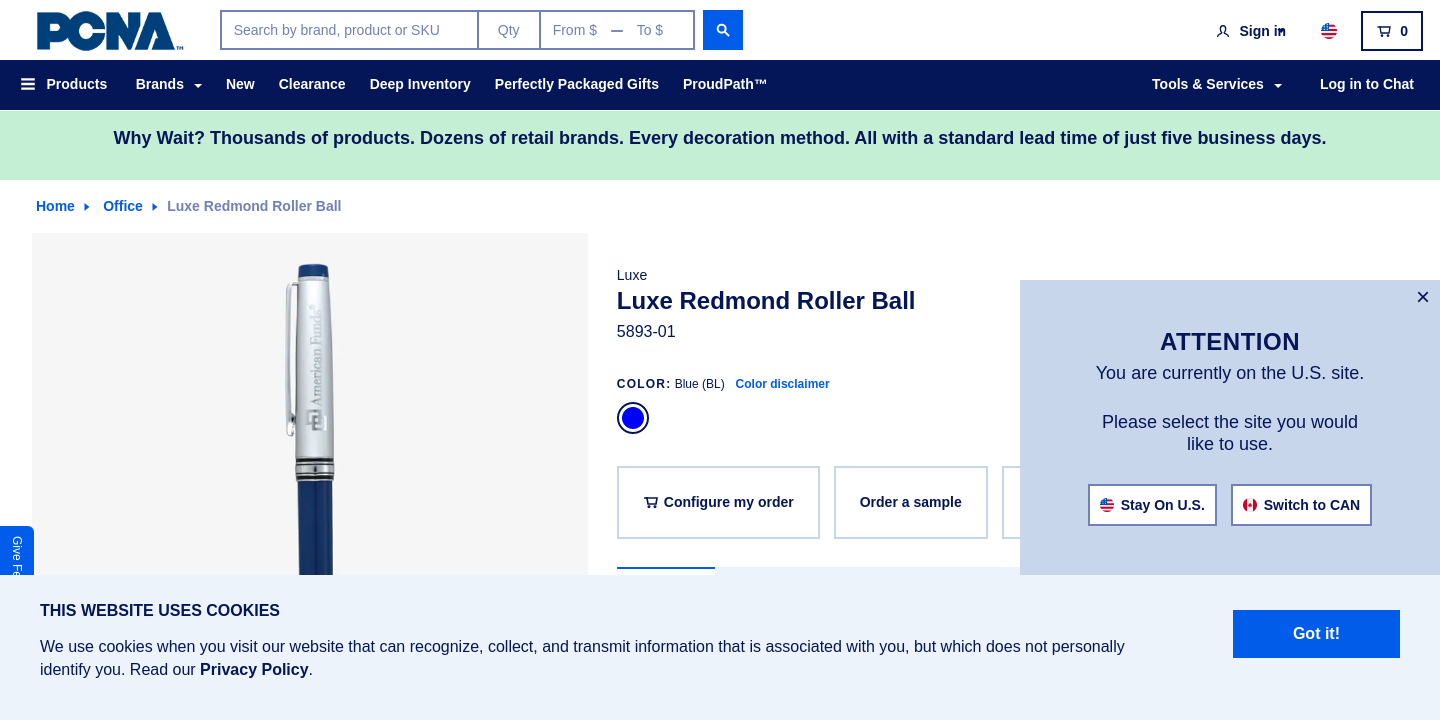 PCNA™
Search by brand, product or SKU
Qty
From $ — To $
Sign in
0
Products
Brands
New
Clearance
Deep Inventory
Perfectly Packaged Gifts
ProudPath™
Tools & Services
Log in to Chat
Why Wait? Thousands of products. Dozens of retail brands. Every decoration method. All with a standard lead time of just five business days.
Home
Office
Luxe Redmond Roller Ball
American Funds®
Luxe
Luxe Redmond Roller Ball
5893-01
COLOR: Blue (BL) Color disclaimer
Configure my order
Order a sample
ATTENTION
You are currently on the U.S. site.
Please select the site you would
like to use.
Stay On U.S.
Switch to CAN
Give
THIS WEBSITE USES COOKIES
We use cookies when you visit our website that can recognize, collect, and transmit information that is associated with you, but which does not personally
identify you. Read our Privacy Policy.
Got it!